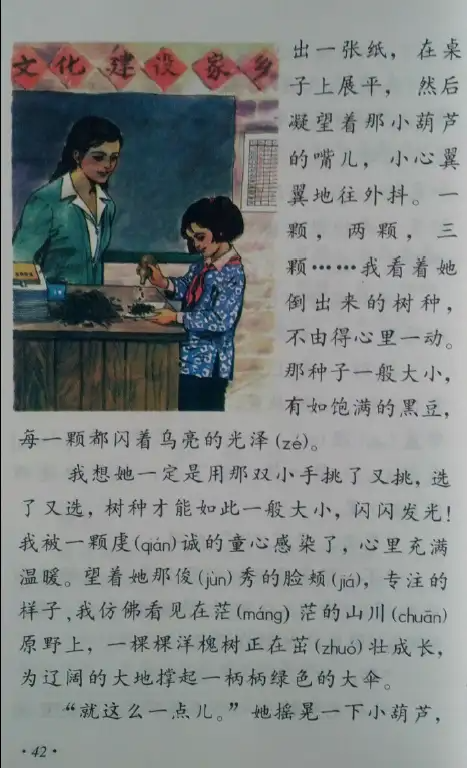 文化建设家乡
出一张纸，在桌
子上展平，然后
凝望着那小葫芦
的嘴儿，小心翼
翼地往外抖。一
颗，两颗，三
颗……我看着她
倒出来的树种，
不由得心里一动。
那种子一般大小，
有如饱满的黑豆，
每一颗都闪着乌亮的光泽(zé)。
我想她一定是用那双小手挑了又挑，选
了又选，树种才能如此一般大小，闪闪发光！
我被一颗虔(qián)诚的童心感染了，心里充满
温暖。望着她那俊(jùn)秀的脸颊(jiá)，专注的
样子，我仿佛看见在茫(máng)茫的山川(chuān)
原野上，一棵棵洋槐树正在茁(zhuó)壮成长，
为辽阔的大地撑起一柄柄绿色的大伞。
“就这么一点儿。”她摇晃一下小葫芦，
·42·